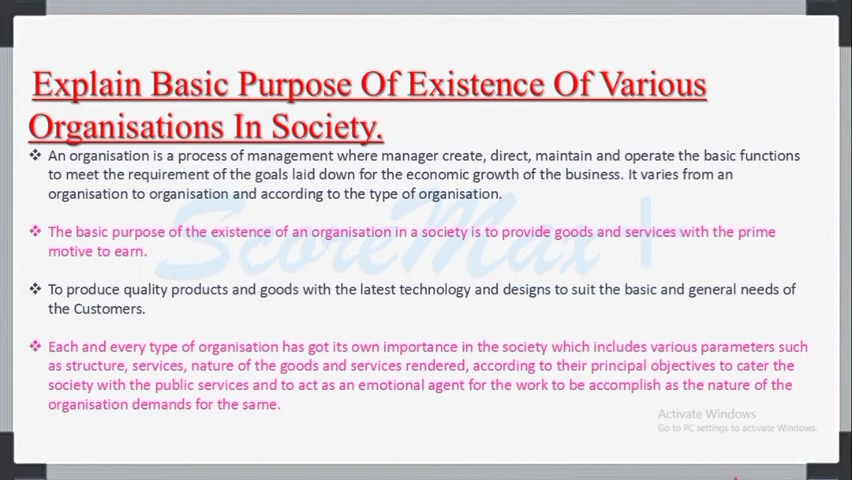 Explain Basic Purpose Of Existence Of Various
Organisations In Society.
❖ An organisation is a process of management where manager create, direct, maintain and operate the basic functions
to meet the requirement of the goals laid down for the economic growth of the business. It varies from an
organisation to organisation and according to the type of organisation.
❖ The basic purpose of the existence of an organisation in a society is to provide goods and services with the prime
motive to earn.
ScoreMax+
❖ To produce quality products and goods with the latest technology and designs to suit the basic and general needs of
the Customers.
❖ Each and every type of organisation has got its own importance in the society which includes various parameters such
as structure, services, nature of the goods and services rendered, according to their principal objectives to cater the
society with the public services and to act as an emotional agent for the work to be accomplish as the nature of the
organisation demands for the same.
Activate Windows
Go to PC settings to activate Windows.